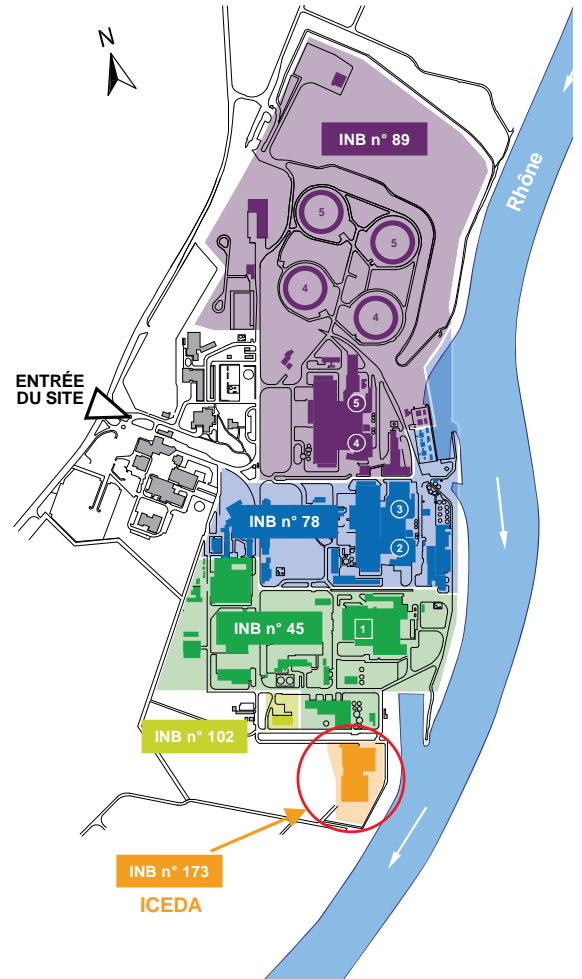 N
INB n° 89
Rhône
5
5
4
4
ENTRÉE
DU SITE
5
4
3
INB n° 78
2
INB n° 45
1
INB n° 102
INB n° 173
ICEDA